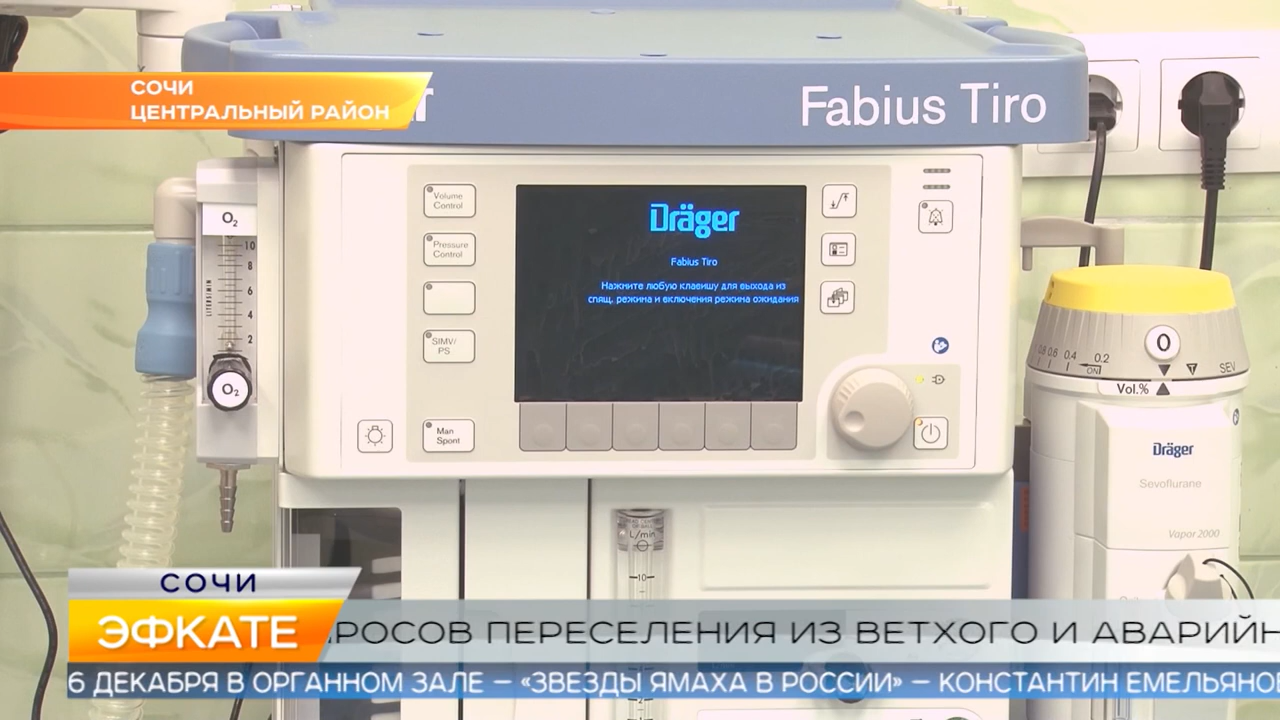 СОЧИ
ЦЕНТРАЛЬНЫЙ РАЙОН
Fabius Tiro
O₂
10
8
6
4
2
LITERS/MIN
O₂
Volume
Control
Pressure
Control
SIMV/
PS
Man
Spont
Dräger
Fabius Tiro
Нажмите любую клавишу для выхода из
спящ. режима и включения режима ожидания
0
0.6 0.4 0.2
ON
SEV
Vol.%
Dräger
Sevoflurane
Vapor 2000
L/min
10
2
СОЧИ
ЭФКАТЕ
РОСОВ ПЕРЕСЕЛЕНИЯ ИЗ ВЕТХОГО И АВАРИЙН
6 ДЕКАБРЯ В ОРГАННОМ ЗАЛЕ – «ЗВЕЗДЫ ЯМАХА В РОССИИ» – КОНСТАНТИН ЕМЕЛЬЯНОВ